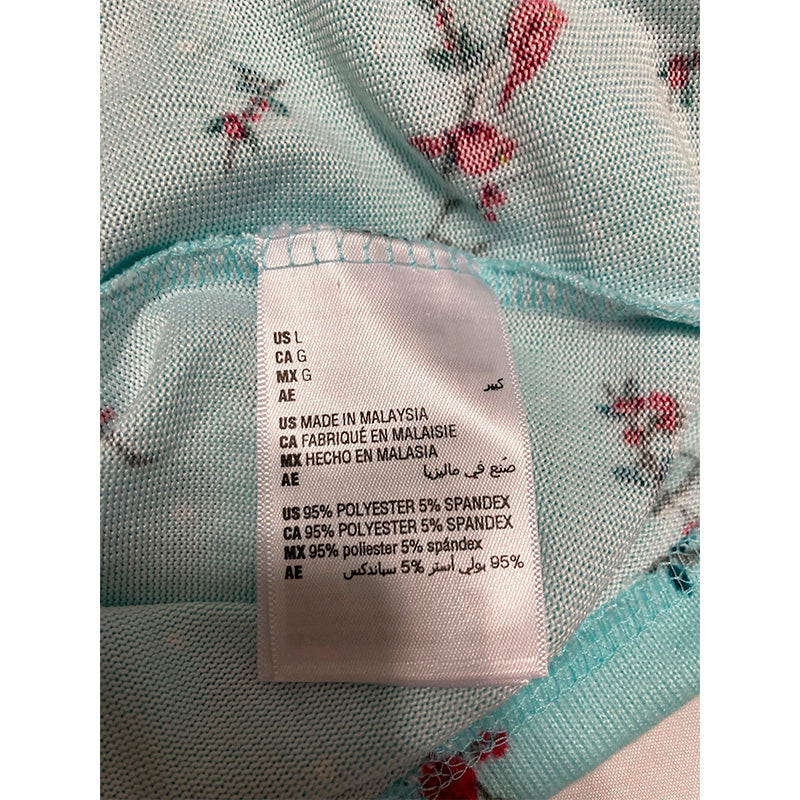 US L
CA G
MX G
AE كبير
US MADE IN MALAYSIA
CA FABRIQUÉ EN MALAISIE
MX HECHO EN MALASIA
AE صُنع في ماليزيا
US 95% POLYESTER 5% SPANDEX
CA 95% POLYESTER 5% SPANDEX
MX 95% poliester 5% spándex
AE 95% بولي استر 5% سباندكس